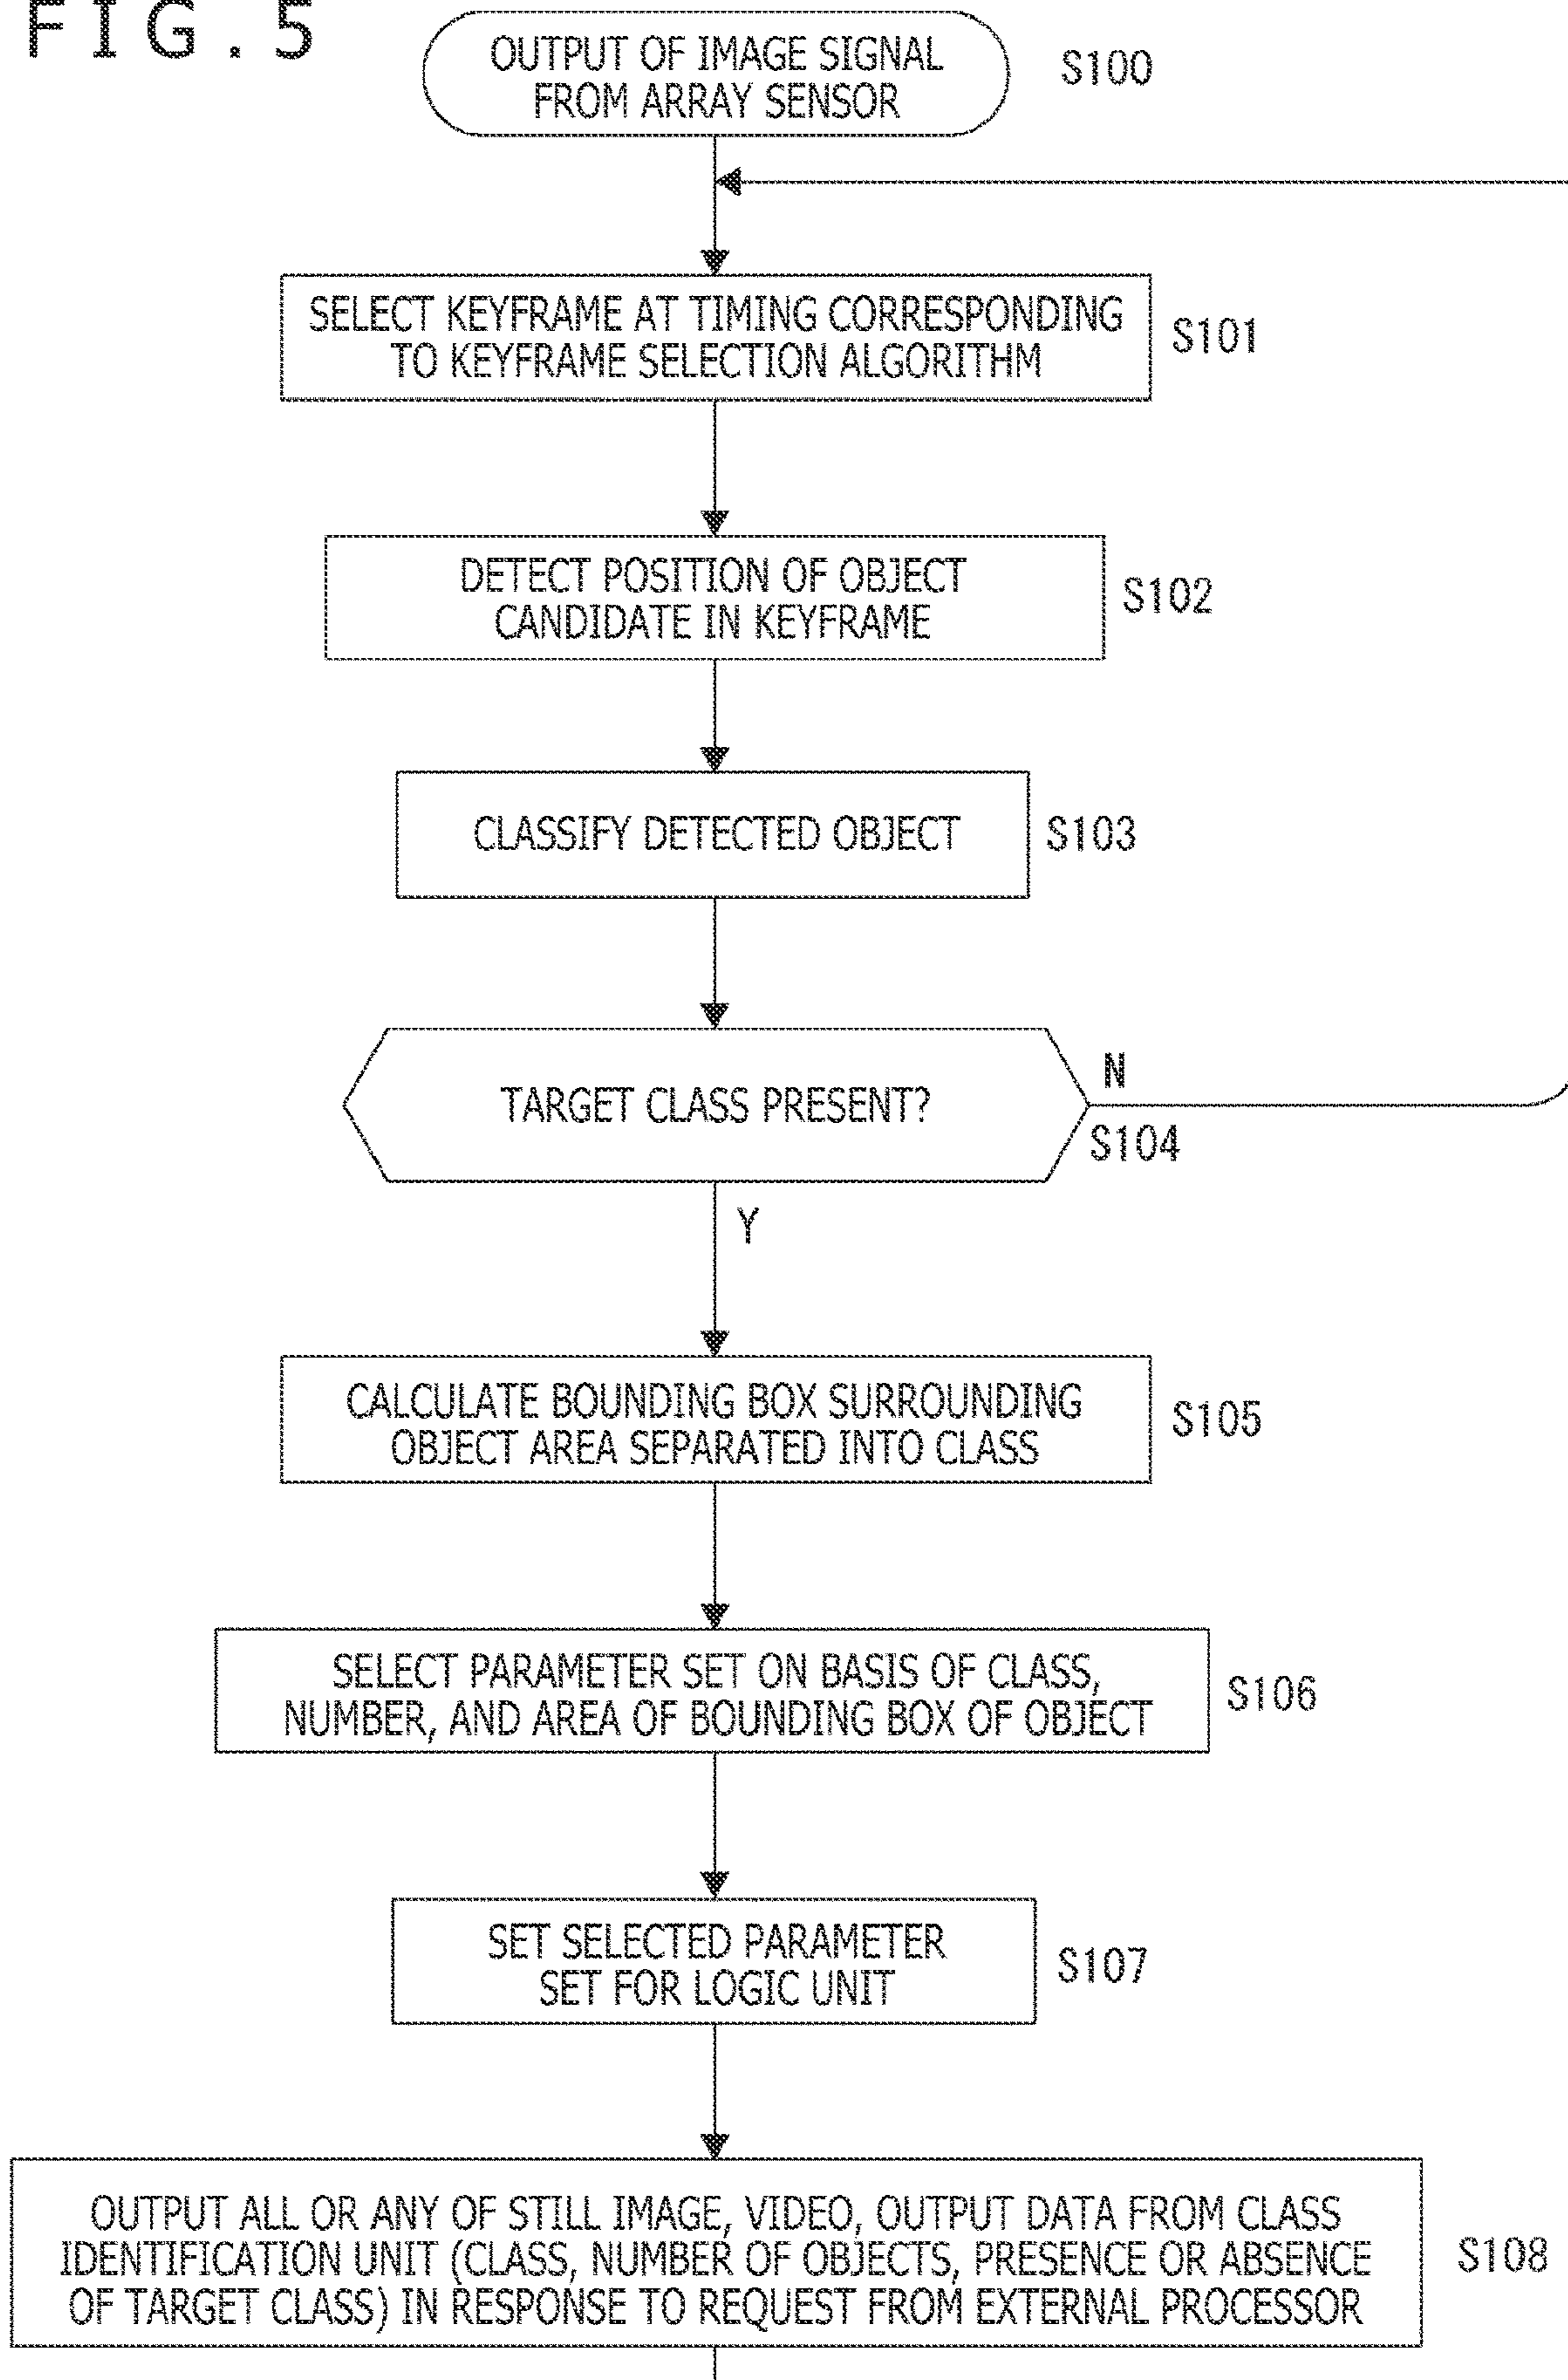 FIG. 5
OUTPUT OF IMAGE SIGNAL
FROM ARRAY SENSOR
S100
SELECT KEYFRAME AT TIMING CORRESPONDING
TO KEYFRAME SELECTION ALGORITHM
S101
DETECT POSITION OF OBJECT
CANDIDATE IN KEYFRAME
S102
CLASSIFY DETECTED OBJECT
S103
TARGET CLASS PRESENT?
N
S104
Y
CALCULATE BOUNDING BOX SURROUNDING
OBJECT AREA SEPARATED INTO CLASS
S105
SELECT PARAMETER SET ON BASIS OF CLASS,
NUMBER, AND AREA OF BOUNDING BOX OF OBJECT
S106
SET SELECTED PARAMETER
SET FOR LOGIC UNIT
S107
OUTPUT ALL OR ANY OF STILL IMAGE, VIDEO, OUTPUT DATA FROM CLASS
IDENTIFICATION UNIT (CLASS, NUMBER OF OBJECTS, PRESENCE OR ABSENCE
OF TARGET CLASS) IN RESPONSE TO REQUEST FROM EXTERNAL PROCESSOR
S108